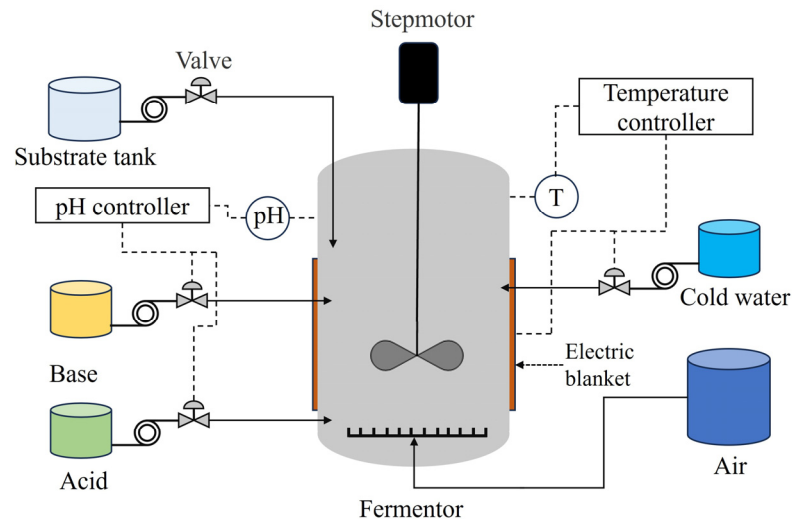 Stepmotor
Valve
Temperature
controller
Substrate tank
T
pH controller
pH
Cold water
Base
Electric
blanket
Acid
Air
Fermentor